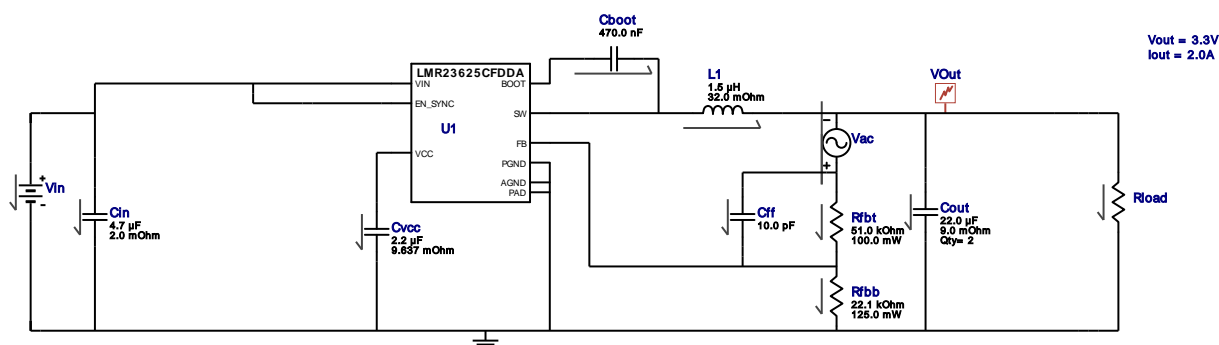 Cboot
470.0 nF
Vout = 3.3V
Iout = 2.0A
LMR23625CFDDA
VIN
BOOT
EN_SYNC
SW
U1
FB
VCC
PGND
AGND
PAD
L1
1.5 µH
32.0 mOhm
VOut
-
Vac
+
+
Vin
-
Cin
4.7 µF
2.0 mOhm
Cvcc
2.2 µF
9.637 mOhm
Cff
10.0 pF
Rfbt
51.0 kOhm
100.0 mW
Cout
22.0 µF
9.0 mOhm
Qty= 2
Rload
Rfbb
22.1 kOhm
125.0 mW